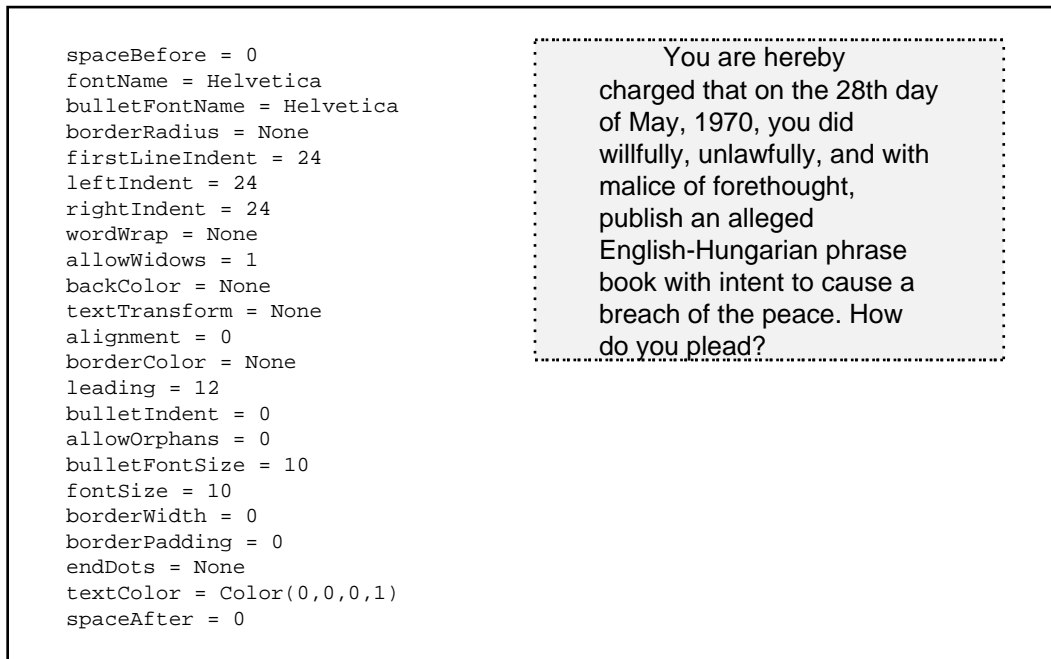 spaceBefore = 0
fontName = Helvetica
bulletFontName = Helvetica
borderRadius = None
firstLineIndent = 24
leftIndent = 24
rightIndent = 24
wordWrap = None
allowWidows = 1
backColor = None
textTransform = None
alignment = 0
borderColor = None
leading = 12
bulletIndent = 0
allowOrphans = 0
bulletFontSize = 10
fontSize = 10
borderWidth = 0
borderPadding = 0
endDots = None
textColor = Color(0,0,0,1)
spaceAfter = 0
You are hereby
charged that on the 28th day
of May, 1970, you did
willfully, unlawfully, and with
malice of forethought,
publish an alleged
English-Hungarian phrase
book with intent to cause a
breach of the peace. How
do you plead?